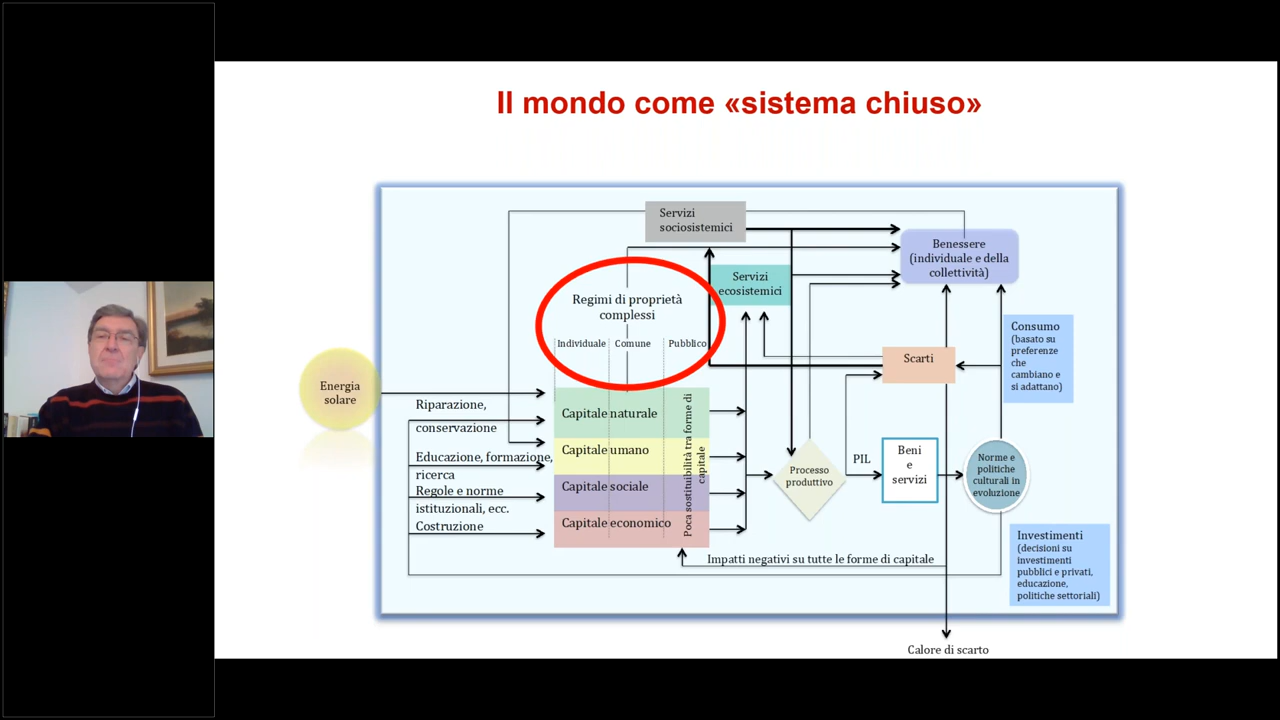 Il mondo come «sistema chiuso»
Servizi
sociosistemici
Benessere
(individuale e della
collettività)
Servizi
ecosistemici
Regimi di proprietà
complessi
Individuale
Comune
Pubblico
Consumo
(basato su
preferenze
che
cambiano e
si adattano)
Scarti
Energia
solare
Riparazione,
conservazione
Educazione, formazione,
ricerca
Regole e norme
istituzionali, ecc.
Costruzione
Capitale naturale
Capitale umano
Capitale sociale
Capitale economico
Poca sostituibilità tra forme di
capitale
Processo
produttivo
PIL
Beni
e
servizi
Norme e
politiche
culturali in
evoluzione
Impatti negativi su tutte le forme di capitale
Investimenti
(decisioni su
investimenti
pubblici e privati,
educazione,
politiche settoriali)
Calore di scarto